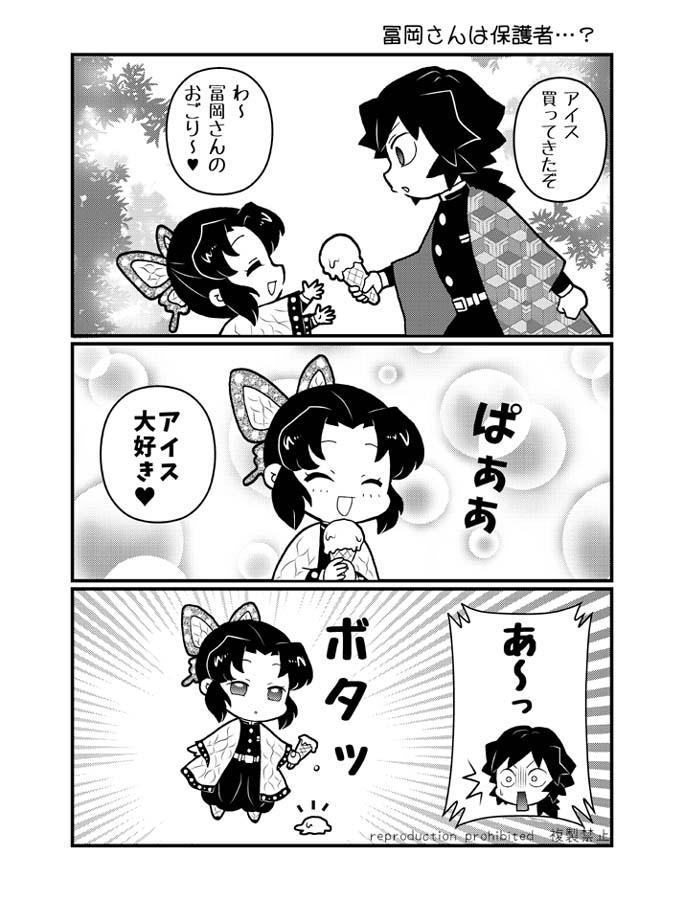 冨岡さんは保護者…？
アイス
買ってきたぞ
わ〜
冨岡さんの
おごり〜♥
ぱぁぁ
アイス
大好き♥
あ〜っ
ボタッ
reproduction prohibited 複製禁止